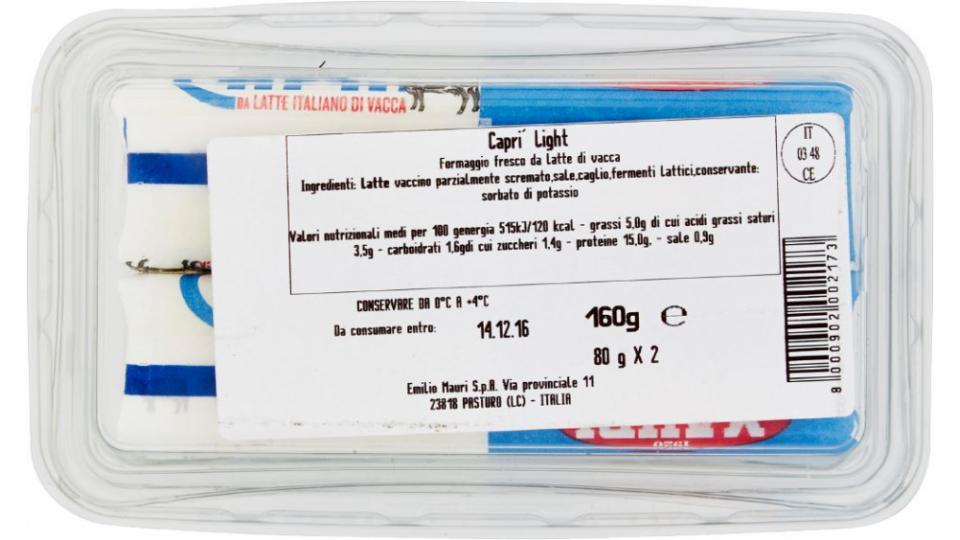 DA LATTE ITALIANO DI VACCA
Capri' Light
Formaggio fresco da Latte di vacca
Ingredienti: Latte vaccino parzialmente scremato,sale,caglio,fermenti Lattici,conservante:
sorbato di potassio
Valori nutrizionali medi per 100 genergia 515kJ/120 kcal - grassi 5,0g di cui acidi grassi saturi
3,5g - carboidrati 1,6gdi cui zuccheri 1,4g - proteine 15,0g. - sale 0,9g
IT
03 48
CE
CONSERVARE DA 0°C A +4°C
Da consumare entro: 14.12.16
160g e
80 g X 2
Emilio Mauri S.p.A. Via provinciale 11
23818 PASTURO (LC) - ITALIA
8 000902 002173
1920